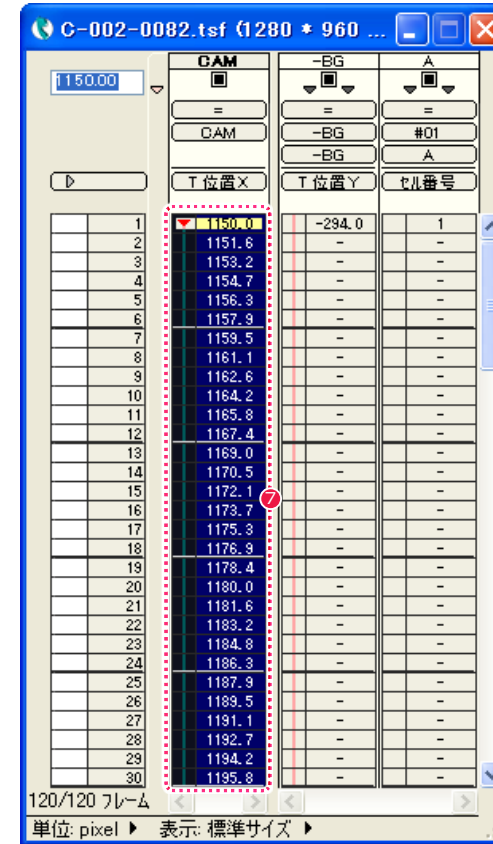 C-002-0082.tsf (1280 * 960 ...
CAM -BG A
1150.00
= = =
CAM -BG #01
-BG A
T 位置X T 位置Y セル番号
1 1150.0 -294.0 1
2 1151.6 - -
3 1153.2 - -
4 1154.7 - -
5 1156.3 - -
6 1157.9 - -
7 1159.5 - -
8 1161.1 - -
9 1162.6 - -
10 1164.2 - -
11 1165.8 - -
12 1167.4 - -
13 1169.0 - -
14 1170.5 - -
15 1172.1 - -
7
16 1173.7 - -
17 1175.3 - -
18 1176.9 - -
19 1178.4 - -
20 1180.0 - -
21 1181.6 - -
22 1183.2 - -
23 1184.8 - -
24 1186.3 - -
25 1187.9 - -
26 1189.5 - -
27 1191.1 - -
28 1192.7 - -
29 1194.2 - -
30 1195.8 - -
120/120 フレーム
単位: pixel 表示: 標準サイズ